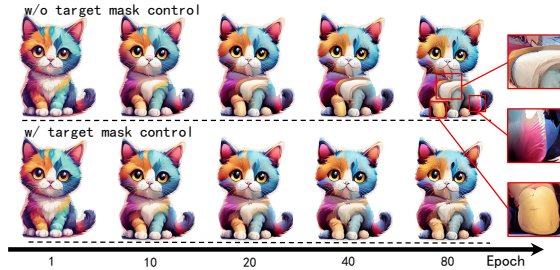 w/o target mask control
w/ target mask control
1 10 20 40 80 Epoch